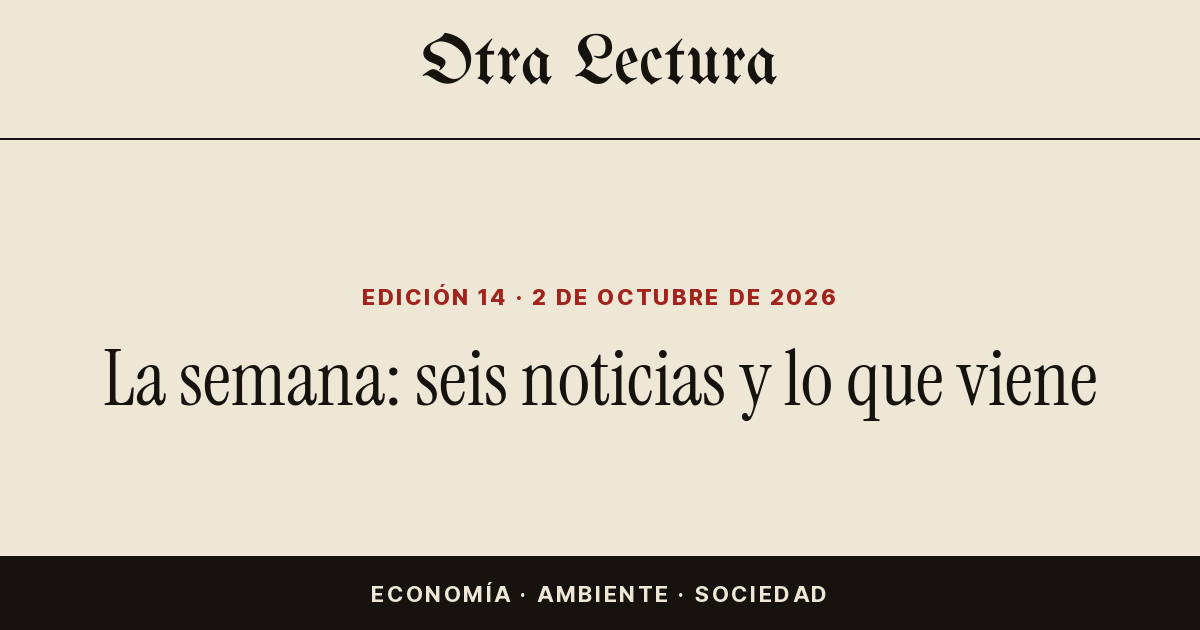 Otra Lectura
EDICIÓN 14 · 2 DE OCTUBRE DE 2026
La semana: seis noticias y lo que viene
ECONOMÍA · AMBIENTE · SOCIEDAD